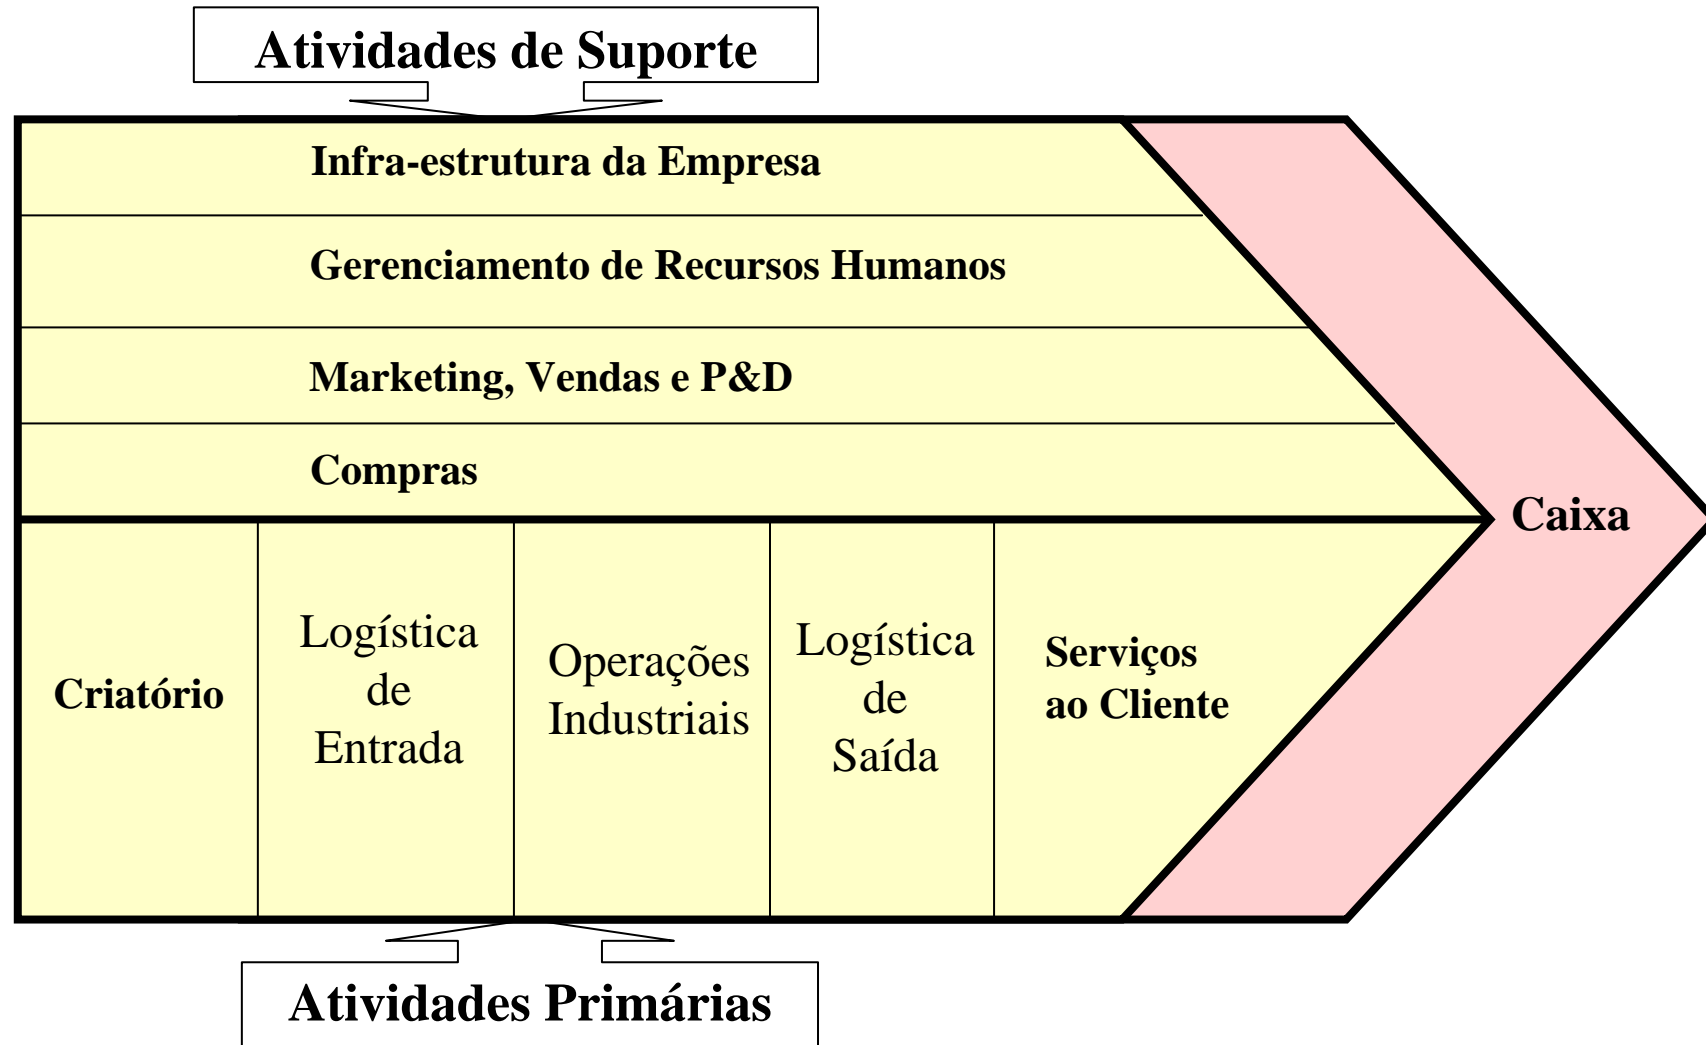 Atividades de Suporte
Infra-estrutura da Empresa
Gerenciamento de Recursos Humanos
Marketing, Vendas e P&D
Compras
Caixa
Criatório
Logística
de
Entrada
Operações
Industriais
Logística
de
Saída
Serviços
ao Cliente
Atividades Primárias